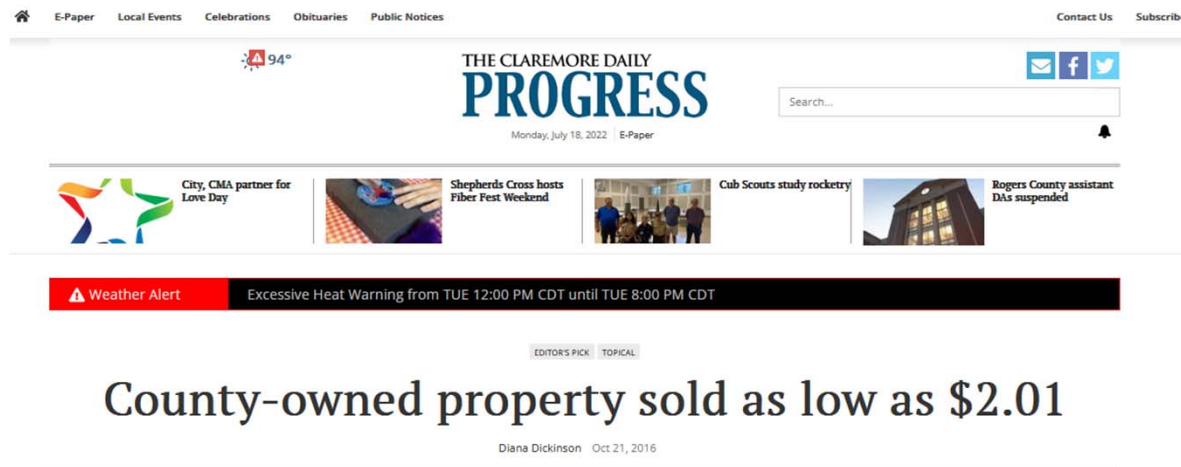 E-Paper Local Events Celebrations Obituaries Public Notices Contact Us Subscribe
94°
THE CLAREMORE DAILY
PROGRESS
Monday, July 18, 2022 E-Paper
Search...
City, CMA partner for
Love Day
Shepherds Cross hosts
Fiber Fest Weekend
Cub Scouts study rocketry
Rogers County assistant
DAs suspended
Weather Alert Excessive Heat Warning from TUE 12:00 PM CDT until TUE 8:00 PM CDT
EDITOR'S PICK TOPICAL
County-owned property sold as low as $2.01
Diana Dickinson Oct 21, 2016